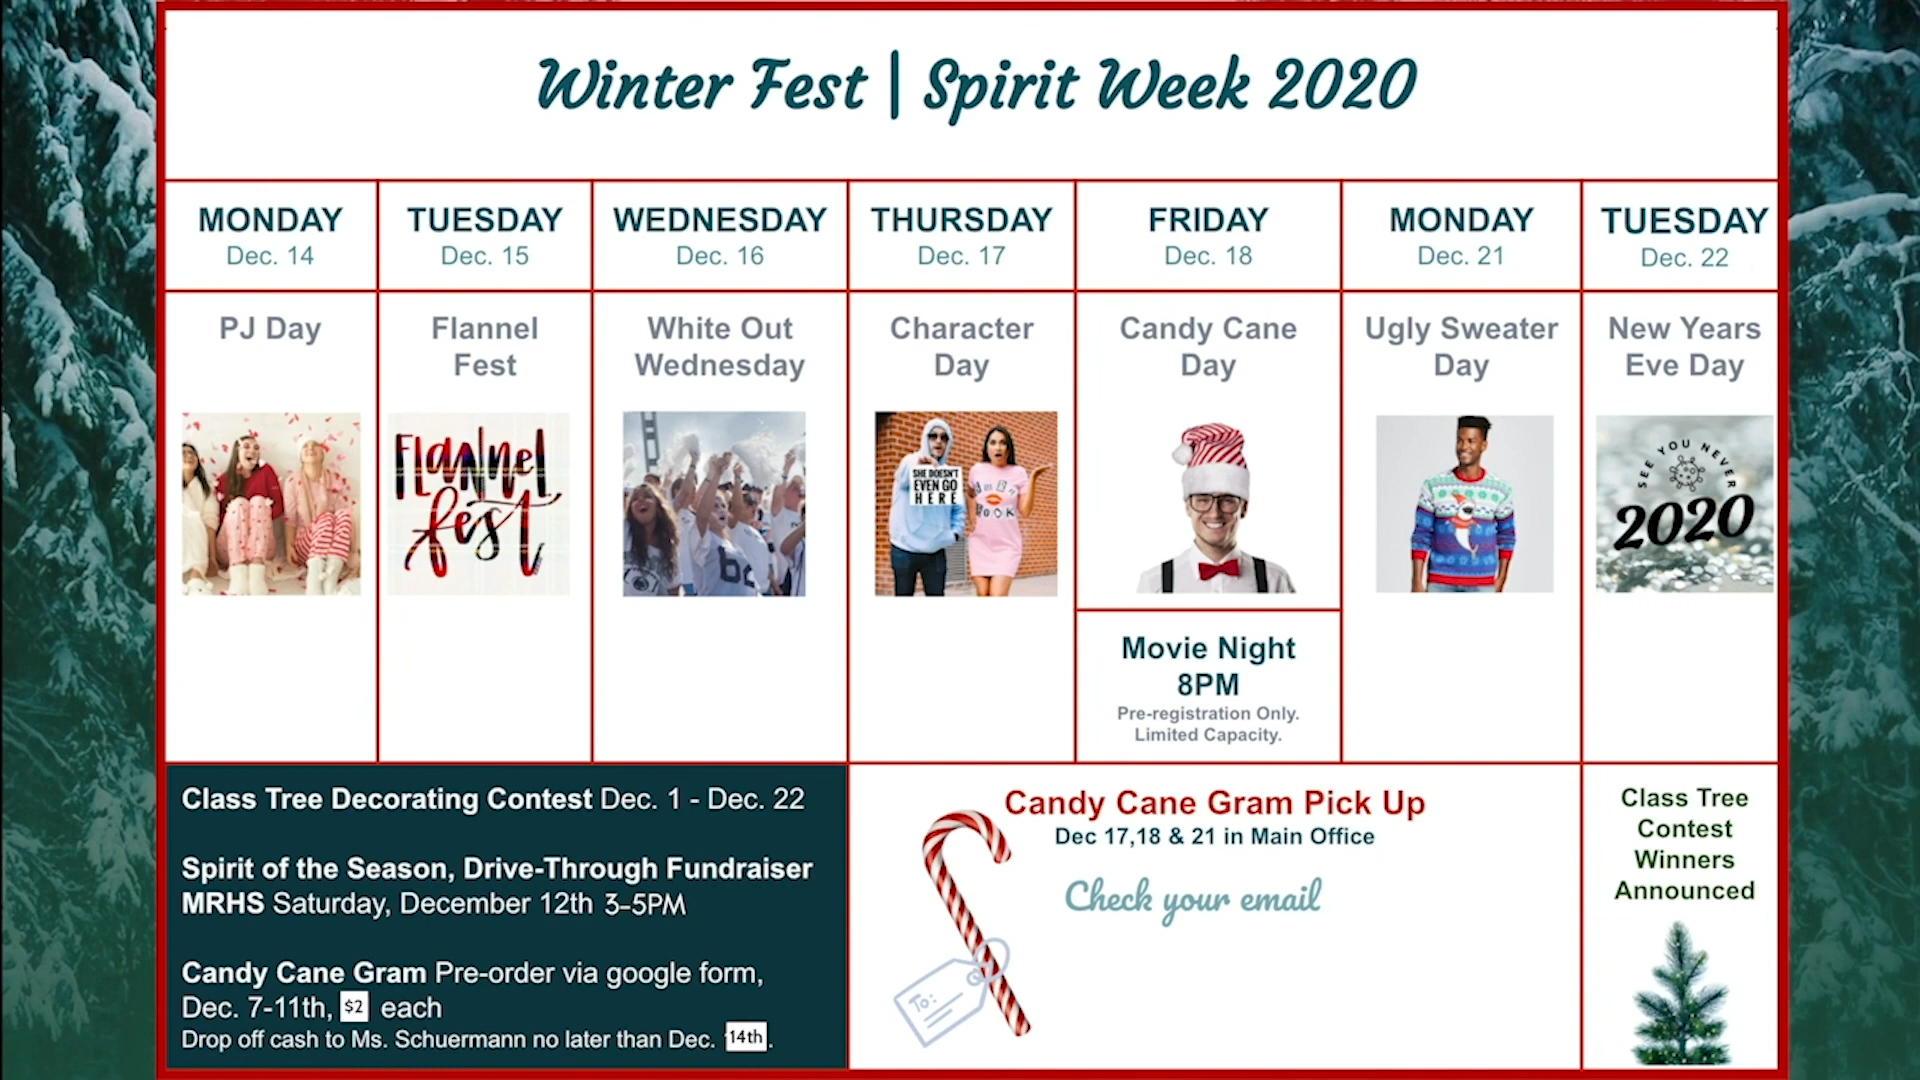 Winter Fest | Spirit Week 2020
MONDAY
Dec. 14
TUESDAY
Dec. 15
WEDNESDAY
Dec. 16
THURSDAY
Dec. 17
FRIDAY
Dec. 18
MONDAY
Dec. 21
TUESDAY
Dec. 22
PJ Day
Flannel
Fest
White Out
Wednesday
Character
Day
Candy Cane
Day
Ugly Sweater
Day
New Years
Eve Day
FLANNEL
fest
SHE DOESN'T
EVEN GO
HERE
SEE YOU NEVER
2020
Movie Night
8PM
Pre-registration Only.
Limited Capacity.
Class Tree Decorating Contest Dec. 1 - Dec. 22
Spirit of the Season, Drive-Through Fundraiser
MRHS Saturday, December 12th 3-5PM
Candy Cane Gram Pre-order via google form,
Dec. 7-11th, $2 each
Drop off cash to Ms. Schuermann no later than Dec. 14th.
Candy Cane Gram Pick Up
Dec 17,18 & 21 in Main Office
Check your email
To:
Class Tree
Contest
Winners
Announced